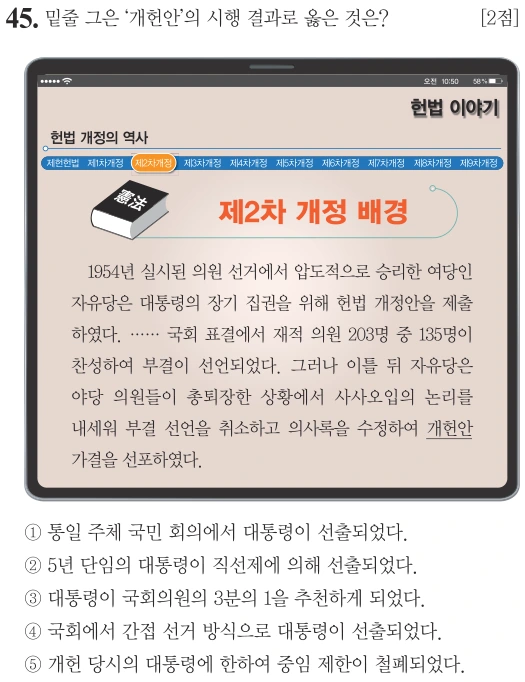 45. 밑줄 그은 '개헌안'의 시행 결과로 옳은 것은? [2점]
오전 10:50 58%
헌법 이야기
헌법 개정의 역사
제헌헌법 제1차개정 제2차개정 제3차개정 제4차개정 제5차개정 제6차개정 제7차개정 제8차개정 제9차개정
憲法
제2차 개정 배경
1954년 실시된 의원 선거에서 압도적으로 승리한 여당인
자유당은 대통령의 장기 집권을 위해 헌법 개정안을 제출
하였다. …… 국회 표결에서 재적 의원 203명 중 135명이
찬성하여 부결이 선언되었다. 그러나 이틀 뒤 자유당은
야당 의원들이 총퇴장한 상황에서 사사오입의 논리를
내세워 부결 선언을 취소하고 의사록을 수정하여 개헌안
가결을 선포하였다.
① 통일 주체 국민 회의에서 대통령이 선출되었다.
② 5년 단임의 대통령이 직선제에 의해 선출되었다.
③ 대통령이 국회의원의 3분의 1을 추천하게 되었다.
④ 국회에서 간접 선거 방식으로 대통령이 선출되었다.
⑤ 개헌 당시의 대통령에 한하여 중임 제한이 철폐되었다.